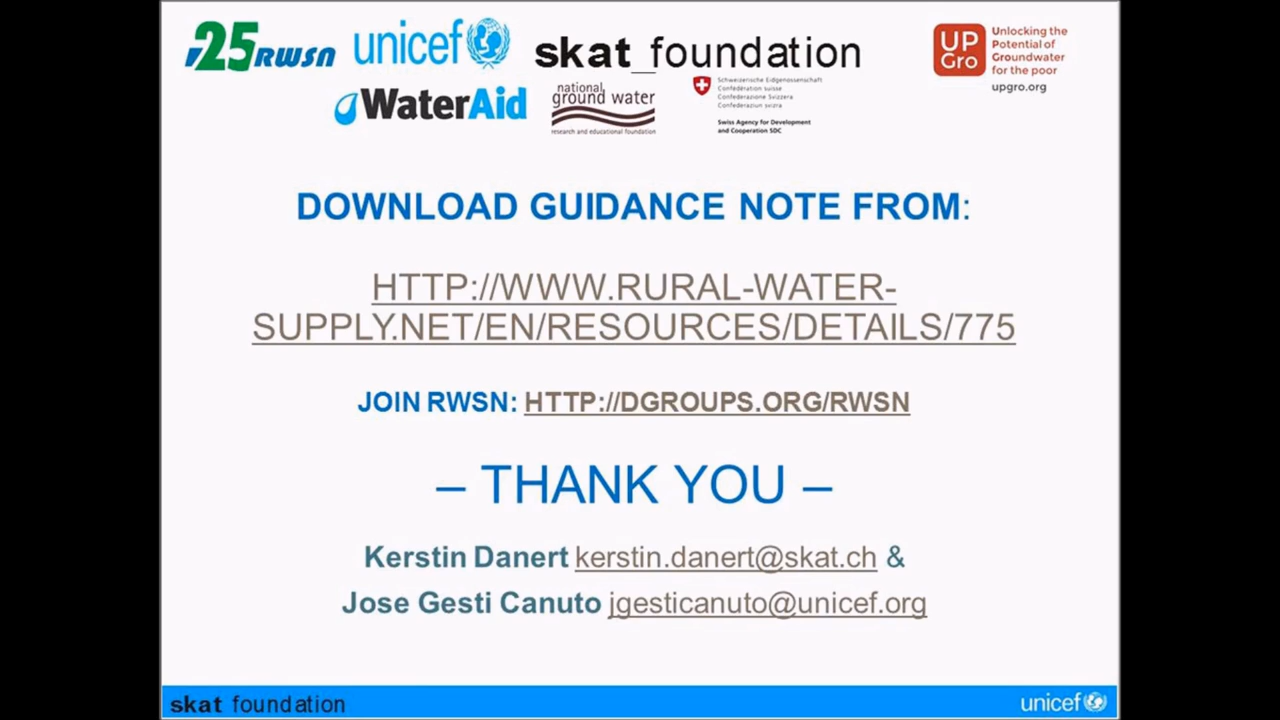 25 RWSN
unicef
skat_foundation
UP Gro
Unlocking the
Potential of
Groundwater
for the poor
upgro.org
WaterAid
national
ground water
research and educational foundation
Schweizerische Eidgenossenschaft
Confédération suisse
Confederazione Svizzera
Confederaziun svizra
Swiss Agency for Development
and Cooperation SDC
DOWNLOAD GUIDANCE NOTE FROM:
HTTP://WWW.RURAL-WATER-
SUPPLY.NET/EN/RESOURCES/DETAILS/775
JOIN RWSN: HTTP://DGROUPS.ORG/RWSN
– THANK YOU –
Kerstin Danert kerstin.danert@skat.ch &
Jose Gesti Canuto jgesticanuto@unicef.org
skat foundation
unicef